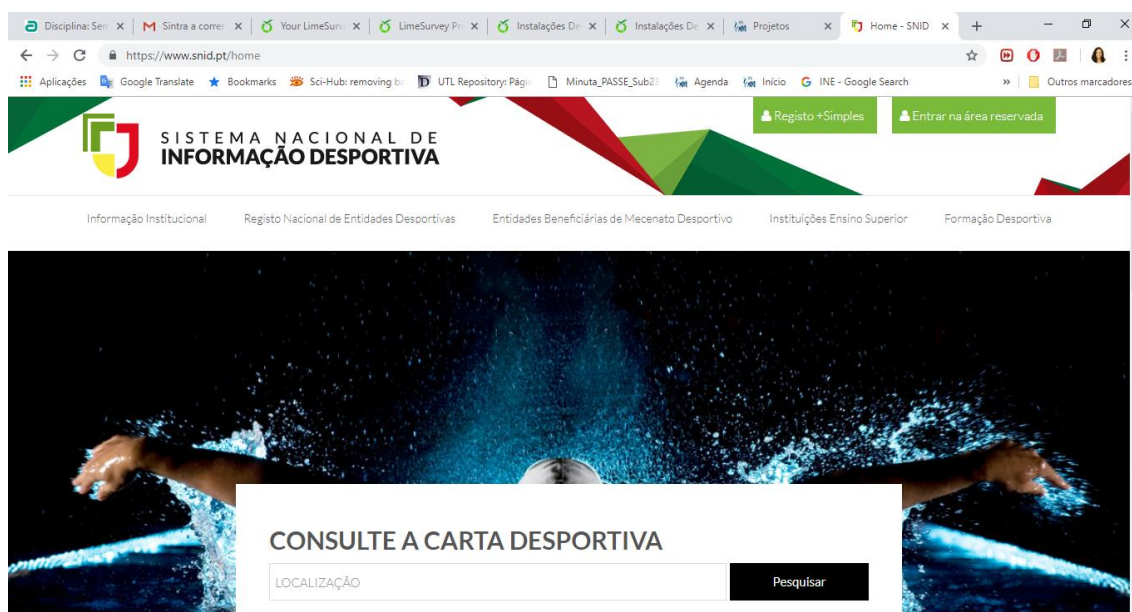 Disciplina: Sem
Sintra a correr
Your LimeSurv
LimeSurvey Pr
Instalações De
Instalações De
Projetos
Home - SNID
https://www.snid.pt/home
Aplicações
Google Translate
Bookmarks
Sci-Hub: removing ba
UTL Repository: Págin
Minuta_PASSE_Sub23
Agenda
Início
INE - Google Search
»
Outros marcadores
Registo +Simples
Entrar na área reservada
SISTEMA NACIONAL DE
INFORMAÇÃO DESPORTIVA
Informação Institucional
Registo Nacional de Entidades Desportivas
Entidades Beneficiárias de Mecenato Desportivo
Instituições Ensino Superior
Formação Desportiva
CONSULTE A CARTA DESPORTIVA
LOCALIZAÇÃO
Pesquisar